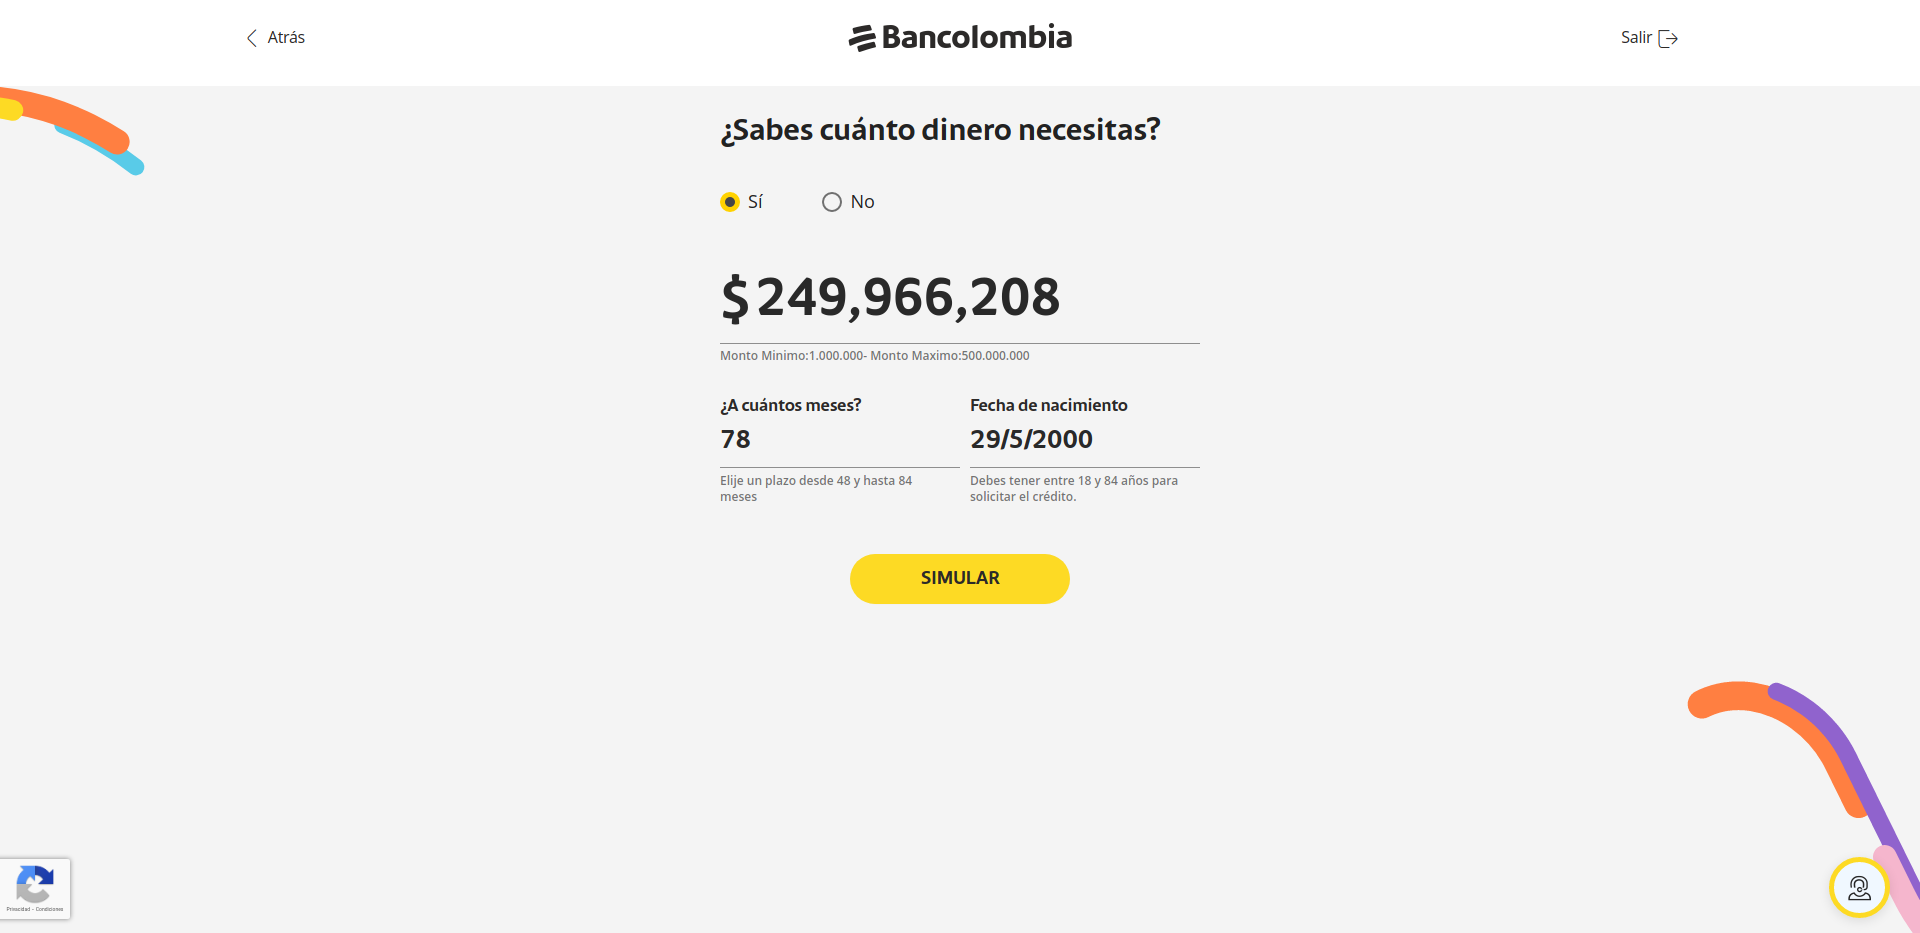 Atrás
Bancolombia
Salir
¿Sabes cuánto dinero necesitas?
Sí
No
$ 249,966,208
Monto Minimo:1.000.000- Monto Maximo:500.000.000
¿A cuántos meses?
Fecha de nacimiento
78
29/5/2000
Elije un plazo desde 48 y hasta 84
meses
Debes tener entre 18 y 84 años para
solicitar el crédito.
SIMULAR
Privacidad - Condiciones